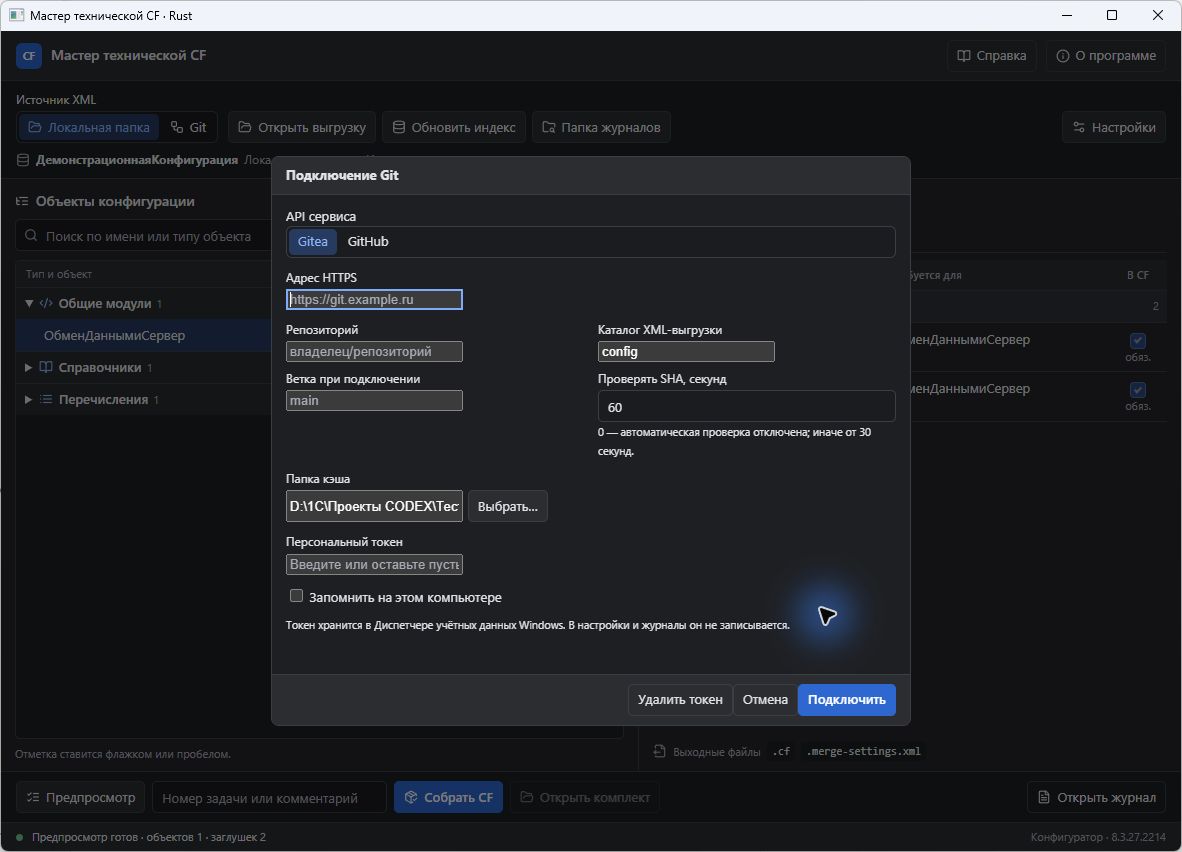 Мастер технической CF · Rust
CF Мастер технической CF
Справка
О программе
Источник XML
Локальная папка
Git
Открыть выгрузку
Обновить индекс
Папка журналов
Настройки
ДемонстрационнаяКонфигурация Лока
Объекты конфигурации
Поиск по имени или типу объекта
Тип и объект
Общие модули 1
ОбменДаннымиСервер
Справочники 1
Перечисления 1
Отметка ставится флажком или пробелом.
Подключение Git
API сервиса
Gitea GitHub
Адрес HTTPS
https://git.example.ru
Репозиторий
владелец/репозиторий
Каталог XML-выгрузки
config
Ветка при подключении
main
Проверять SHA, секунд
60
0 — автоматическая проверка отключена; иначе от 30
секунд.
Папка кэша
D:\1С\Проекты CODEX\Тес
Выбрать...
Персональный токен
Введите или оставьте пусть
Запомнить на этом компьютере
Токен хранится в Диспетчере учётных данных Windows. В настройки и журналы он не записывается.
Удалить токен
Отмена
Подключить
буется для
В CF
2
менДаннымиСервер
обяз.
менДаннымиСервер
обяз.
Выходные файлы .cf .merge-settings.xml
Предпросмотр
Номер задачи или комментарий
Собрать CF
Открыть комплект
Открыть журнал
Предпросмотр готов · объектов 1 · заглушек 2
Конфигуратор · 8.3.27.2214